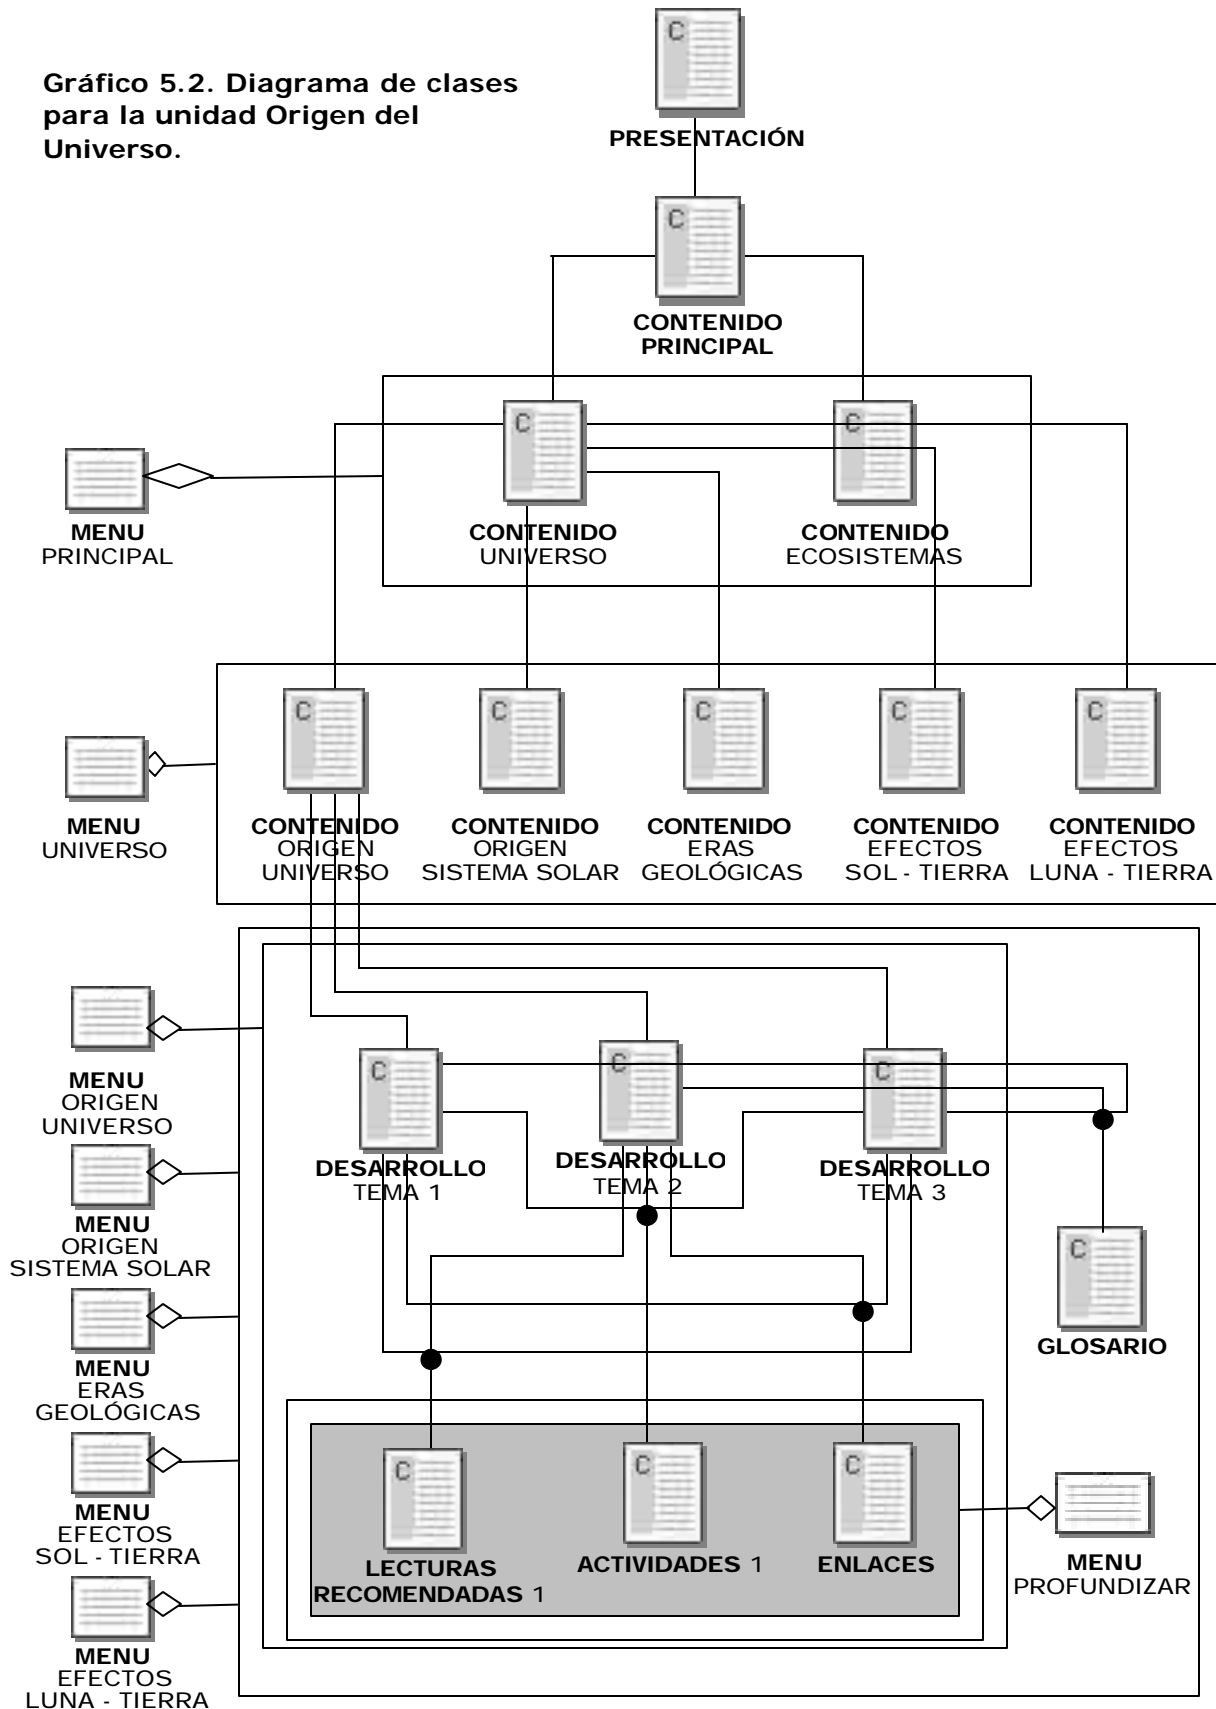 Gráfico 5.2. Diagrama de clases
para la unidad Origen del
Universo.
C
PRESENTACIÓN
C
CONTENIDO
PRINCIPAL
C
C
MENU
PRINCIPAL
CONTENIDO
UNIVERSO
CONTENIDO
ECOSISTEMAS
C
C
C
C
C
MENU
UNIVERSO
CONTENIDO
ORIGEN
UNIVERSO
CONTENIDO
ORIGEN
SISTEMA SOLAR
CONTENIDO
ERAS
GEOLÓGICAS
CONTENIDO
EFECTOS
SOL - TIERRA
CONTENIDO
EFECTOS
LUNA - TIERRA
MENU
ORIGEN
UNIVERSO
C
C
C
DESARROLLO
TEMA 1
DESARROLLO
TEMA 2
DESARROLLO
TEMA 3
MENU
ORIGEN
SISTEMA SOLAR
C
GLOSARIO
MENU
ERAS
GEOLÓGICAS
C
C
C
MENU
EFECTOS
SOL - TIERRA
LECTURAS
RECOMENDADAS 1
ACTIVIDADES 1
ENLACES
MENU
PROFUNDIZAR
MENU
EFECTOS
LUNA - TIERRA